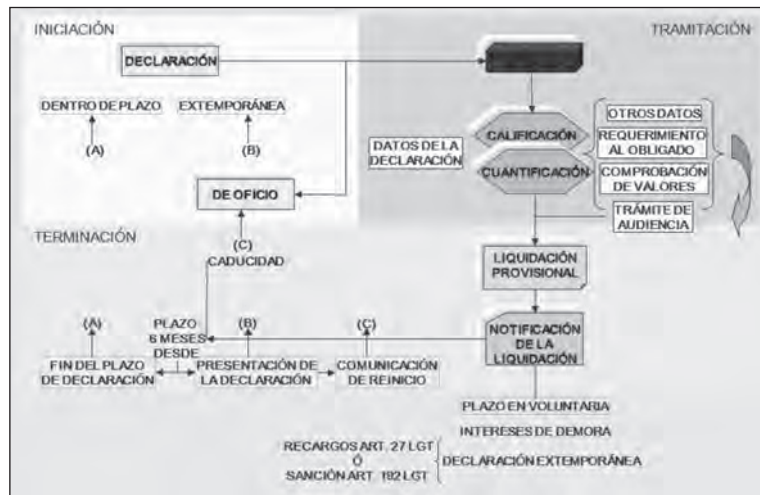 INICIACIÓN
TRAMITACIÓN
DECLARACIÓN
DENTRO DE PLAZO
EXTEMPORÁNEA
(A)
(B)
DE OFICIO
DATOS DE LA
DECLARACIÓN
CALIFICACIÓN
CUANTIFICACIÓN
OTROS DATOS
REQUERIMIENTO
AL OBLIGADO
COMPROBACIÓN
DE VALORES
TRÁMITE DE
AUDIENCIA
TERMINACIÓN
(C)
CADUCIDAD
LIQUIDACIÓN
PROVISIONAL
(A)
PLAZO
6 MESES
DESDE
(B)
(C)
NOTIFICACIÓN
DE LA
LIQUIDACIÓN
FIN DEL PLAZO
DE DECLARACIÓN
PRESENTACIÓN DE
LA DECLARACIÓN
COMUNICACIÓN
DE REINICIO
PLAZO EN VOLUNTARIA
INTERESES DE DEMORA
RECARGOS ART. 27 LGT
Ó
SANCIÓN ART. 192 LGT
DECLARACIÓN EXTEMPORÁNEA